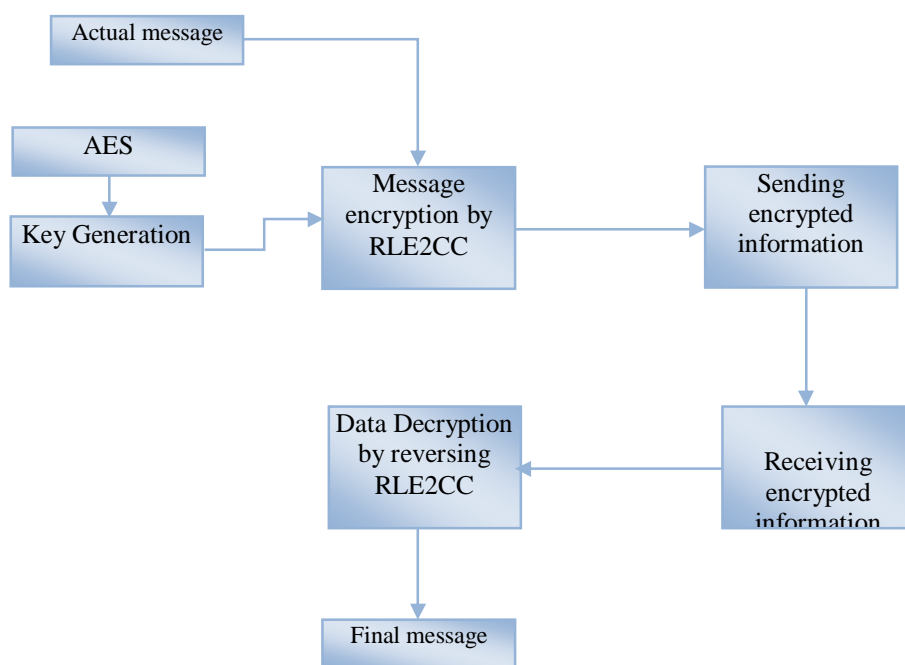 Actual message
AES
Key Generation
Message
encryption by
RLE2CC
Sending
encrypted
information
Data Decryption
by reversing
RLE2CC
Receiving
encrypted
information
Final message